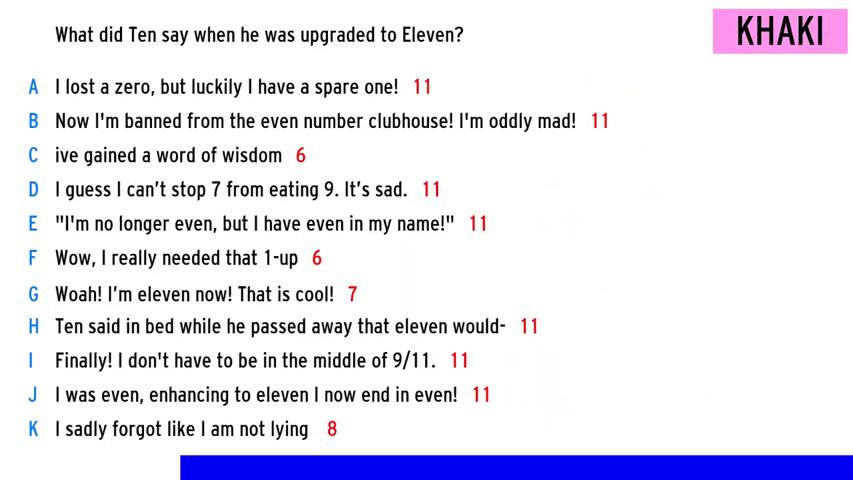 What did Ten say when he was upgraded to Eleven?
KHAKI
A I lost a zero, but luckily I have a spare one! 11
B Now I'm banned from the even number clubhouse! I'm oddly mad! 11
C ive gained a word of wisdom 6
D I guess I can't stop 7 from eating 9. It's sad. 11
E "I'm no longer even, but I have even in my name!" 11
F Wow, I really needed that 1-up 6
G Woah! I'm eleven now! That is cool! 7
H Ten said in bed while he passed away that eleven would- 11
I Finally! I don't have to be in the middle of 9/11. 11
J I was even, enhancing to eleven I now end in even! 11
K I sadly forgot like I am not lying 8